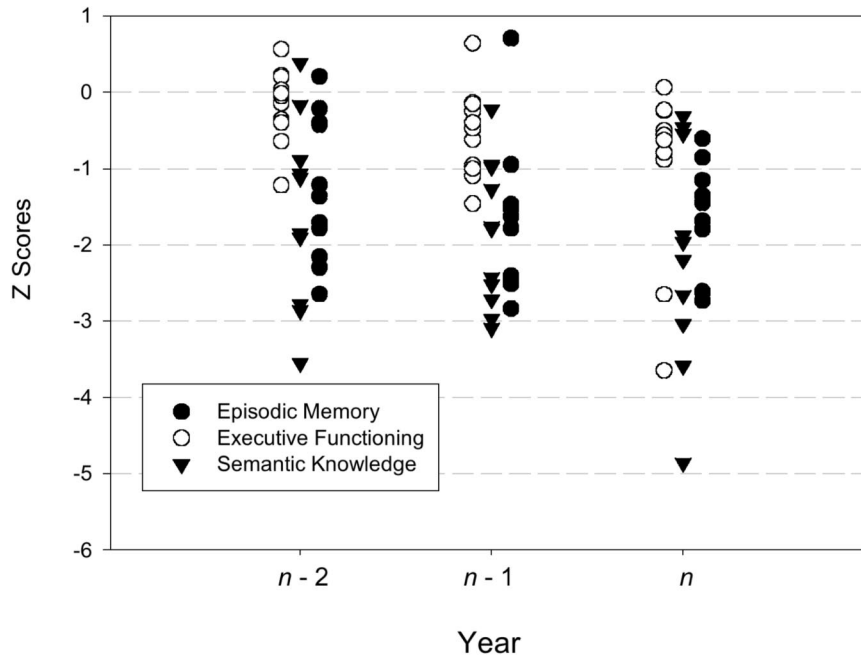 1
0
-1
-2
-3
-4
-5
-6
Z Scores
Episodic Memory
Executive Functioning
Semantic Knowledge
n - 2
n - 1
n
Year